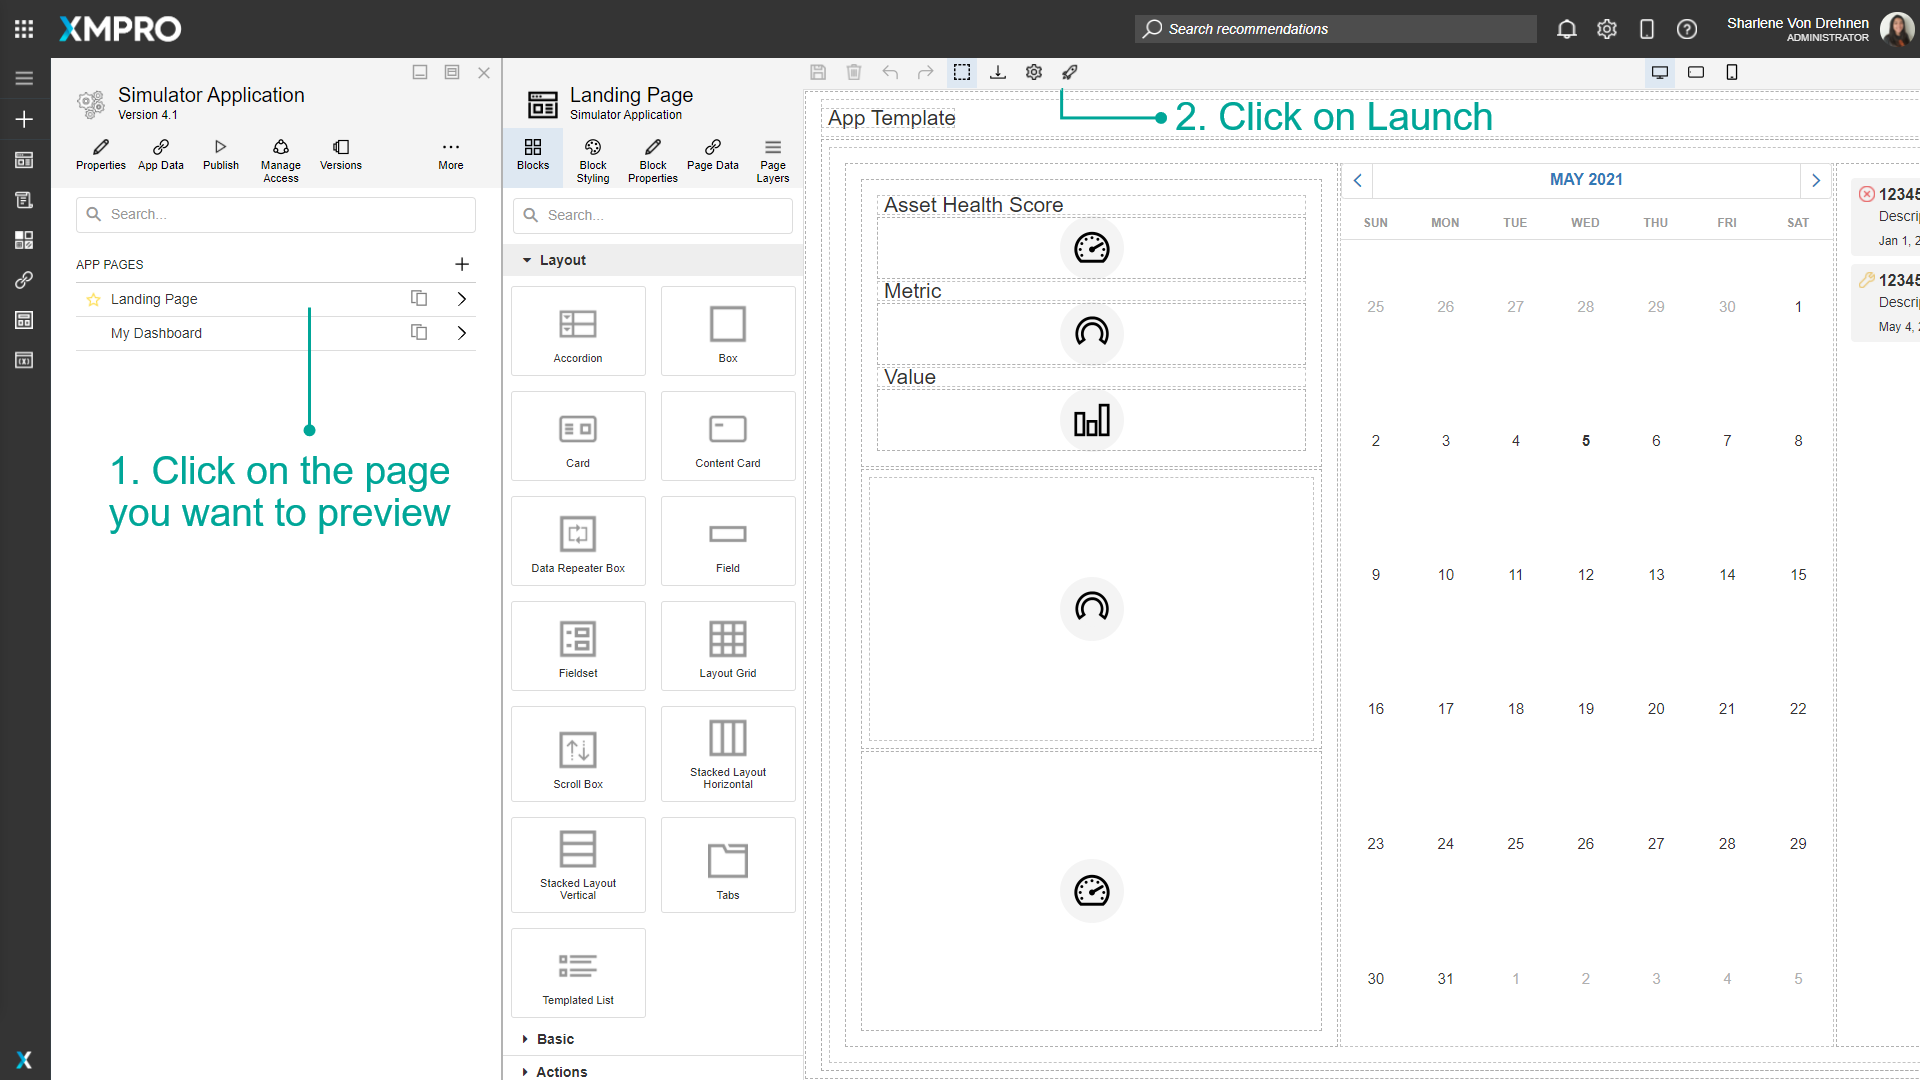 XMPRO
Search recommendations
Sharlene Von Drehnen
ADMINISTRATOR
Simulator Application
Version 4.1
Properties
App Data
Publish
Manage
Access
Versions
More
Search...
APP PAGES
Landing Page
My Dashboard
1. Click on the page
you want to preview
Landing Page
Simulator Application
Blocks
Block
Styling
Block
Properties
Page Data
Page
Layers
Search...
Layout
Accordion
Box
Card
Content Card
Data Repeater Box
Field
Fieldset
Layout Grid
Scroll Box
Stacked Layout
Horizontal
Stacked Layout
Vertical
Tabs
Templated List
Basic
Actions
2. Click on Launch
App Template
Asset Health Score
Metric
Value
MAY 2021
SUN MON TUE WED THU FRI SAT
25 26 27 28 29 30 1
2 3 4 5 6 7 8
9 10 11 12 13 14 15
16 17 18 19 20 21 22
23 24 25 26 27 28 29
30 31 1 2 3 4 5
12345
Descri
Jan 1, 2
12345
Descri
May 4, 2